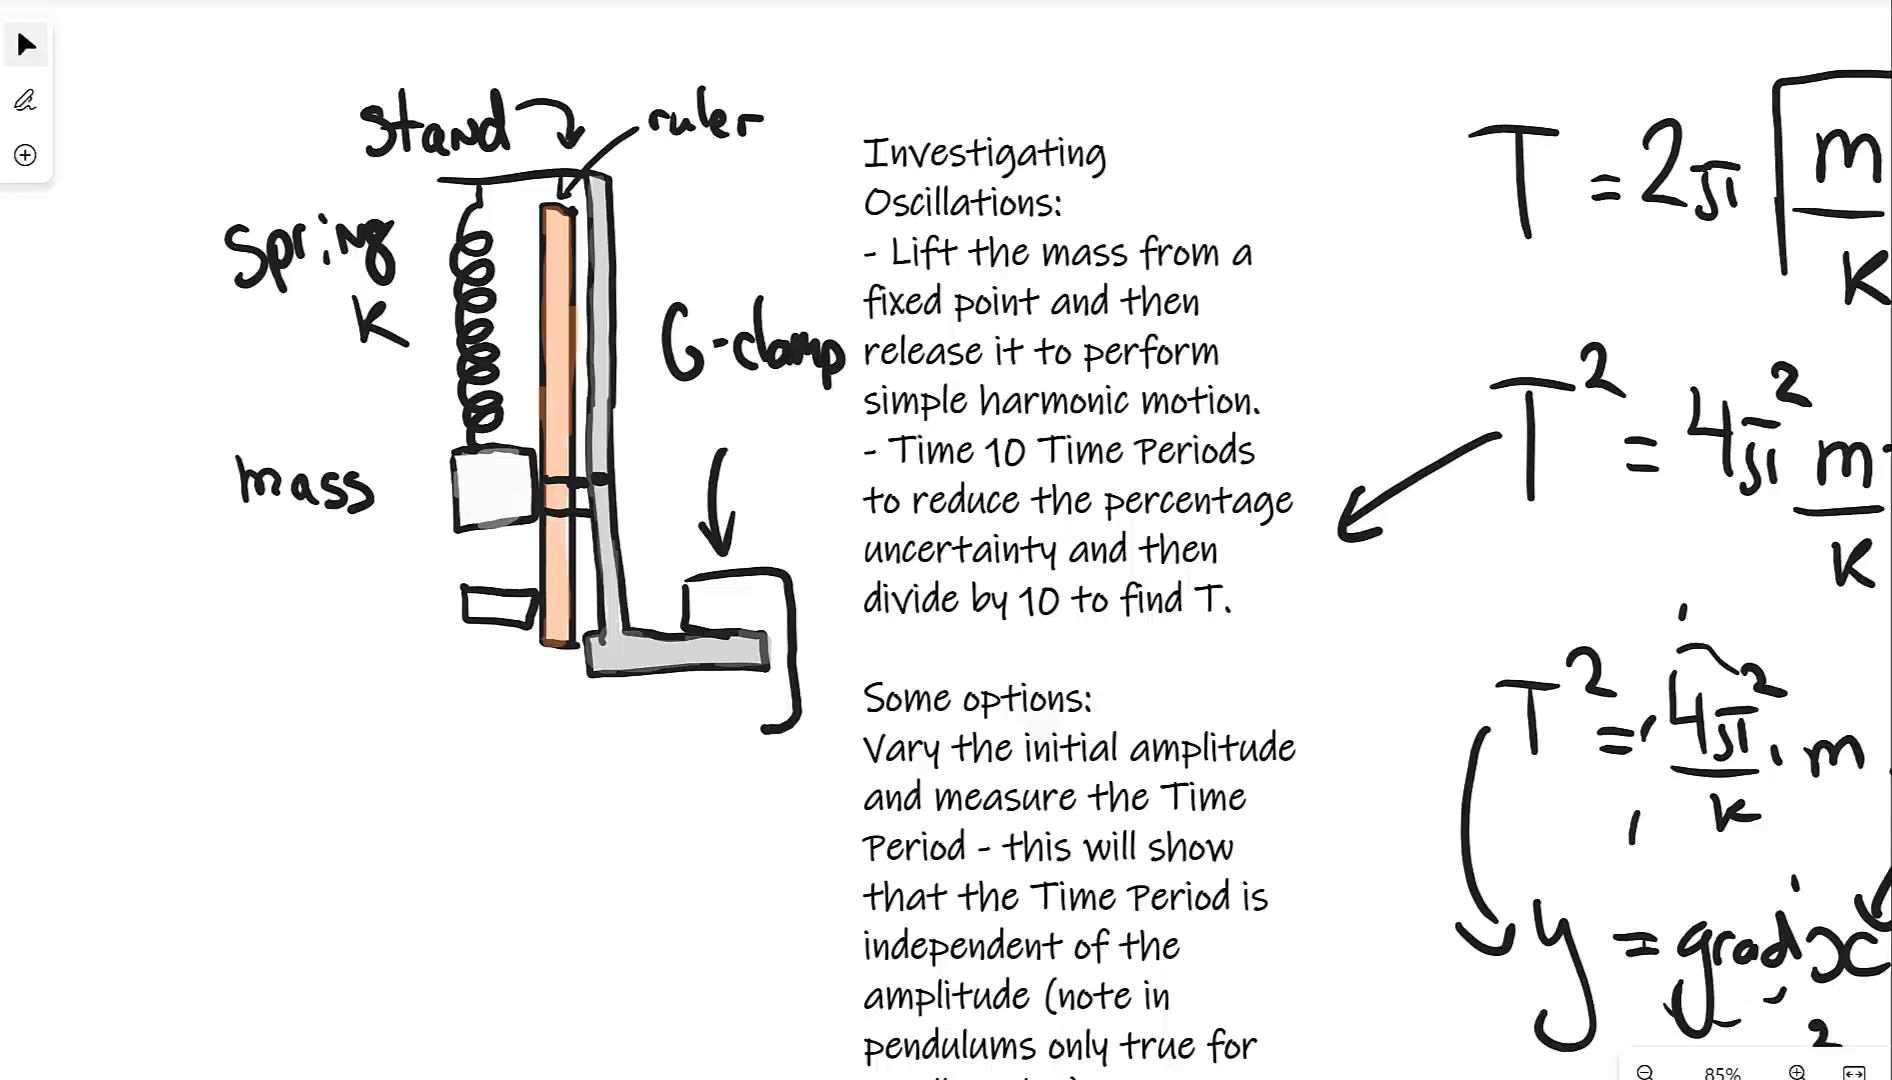 stand
ruler
Spring
K
G-clamp
mass
Investigating
Oscillations:
- Lift the mass from a
fixed point and then
release it to perform
simple harmonic motion.
- Time 10 Time Periods
to reduce the percentage
uncertainty and then
divide by 10 to find T.
Some options:
Vary the initial amplitude
and measure the Time
Period - this will show
that the Time Period is
independent of the
amplitude (note in
pendulums only true for
T = 2π √ m
K
T² = 4π² m
K
T² = 4π² . m
K
y = grad x
85%